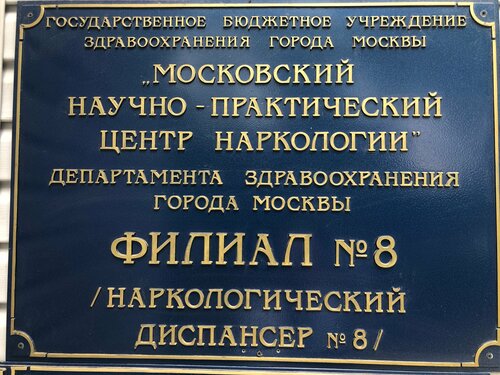 ГОСУДАРСТВЕННОЕ БЮДЖЕТНОЕ УЧРЕЖДЕНИЕ
ЗДРАВООХРАНЕНИЯ ГОРОДА МОСКВЫ
„МОСКОВСКИЙ
НАУЧНО-ПРАКТИЧЕСКИЙ
ЦЕНТР НАРКОЛОГИИ"
ДЕПАРТАМЕНТА ЗДРАВООХРАНЕНИЯ
ГОРОДА МОСКВЫ
ФИЛИАЛ №8
/НАРКОЛОГИЧЕСКИЙ
ДИСПАНСЕР №8/